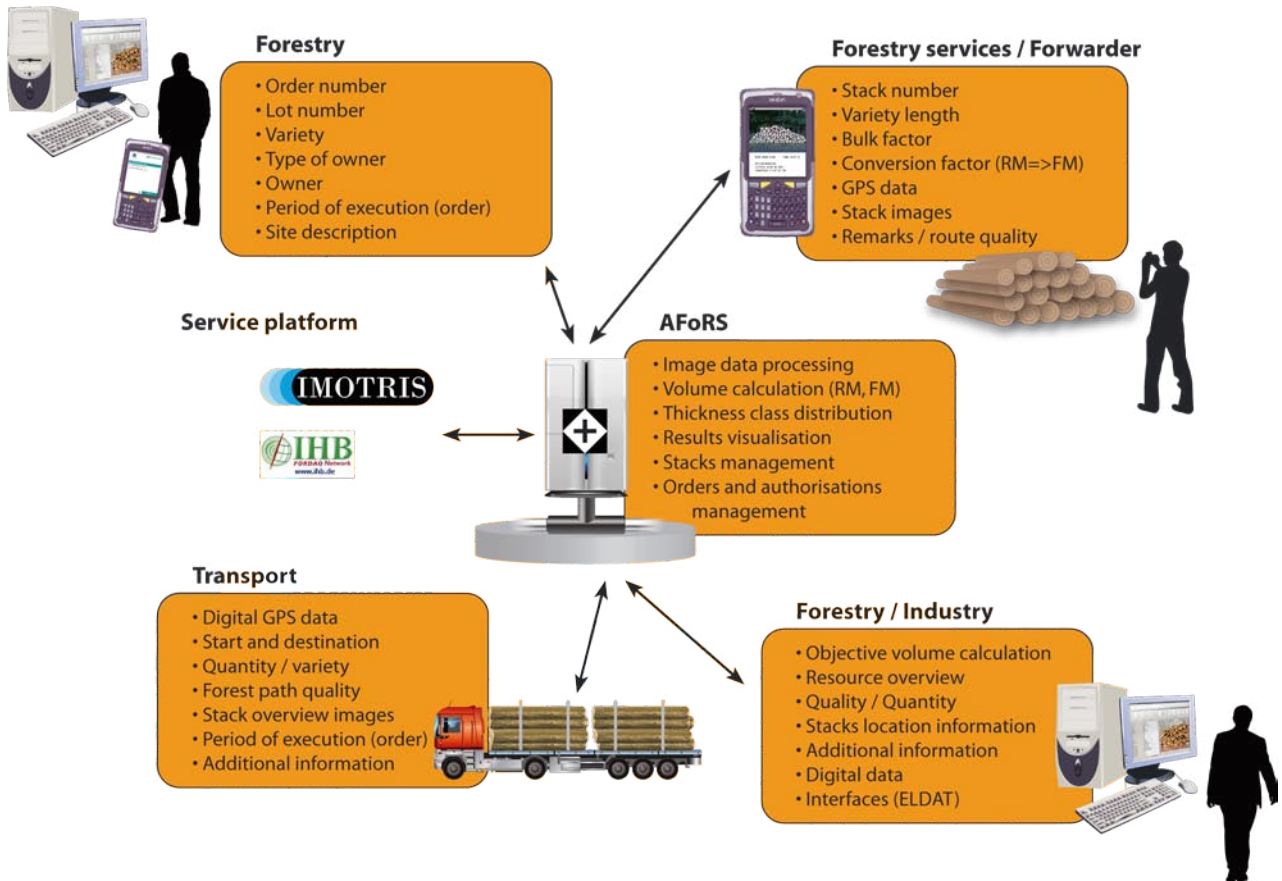 Forestry
• Order number
• Lot number
• Variety
• Type of owner
• Owner
• Period of execution (order)
• Site description
Forestry services / Forwarder
• Stack number
• Variety length
• Bulk factor
• Conversion factor (RM=>FM)
• GPS data
• Stack images
• Remarks / route quality
Service platform
IMOTRIS
IHB
FORDAQ Network
www.ihb.de
AFoRS
• Image data processing
• Volume calculation (RM, FM)
• Thickness class distribution
• Results visualisation
• Stacks management
• Orders and authorisations
management
Transport
• Digital GPS data
• Start and destination
• Quantity / variety
• Forest path quality
• Stack overview images
• Period of execution (order)
• Additional information
Forestry / Industry
• Objective volume calculation
• Resource overview
• Quality / Quantity
• Stacks location information
• Additional information
• Digital data
• Interfaces (ELDAT)